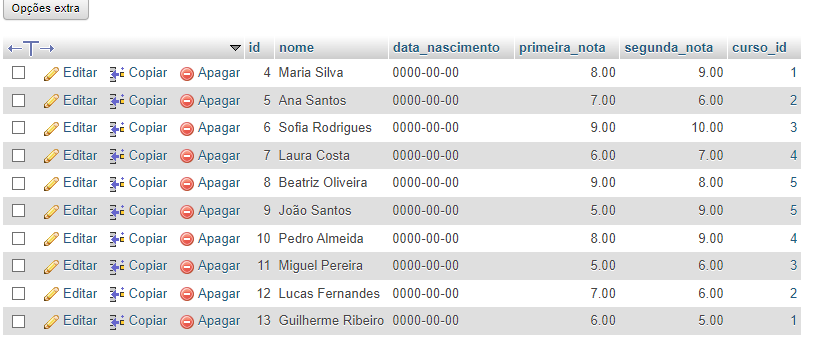 Opções extra
id nome data_nascimento primeira_nota segunda_nota curso_id
Editar Copiar Apagar 4 Maria Silva 0000-00-00 8.00 9.00 1
Editar Copiar Apagar 5 Ana Santos 0000-00-00 7.00 6.00 2
Editar Copiar Apagar 6 Sofia Rodrigues 0000-00-00 9.00 10.00 3
Editar Copiar Apagar 7 Laura Costa 0000-00-00 6.00 7.00 4
Editar Copiar Apagar 8 Beatriz Oliveira 0000-00-00 9.00 8.00 5
Editar Copiar Apagar 9 João Santos 0000-00-00 5.00 9.00 5
Editar Copiar Apagar 10 Pedro Almeida 0000-00-00 8.00 9.00 4
Editar Copiar Apagar 11 Miguel Pereira 0000-00-00 5.00 6.00 3
Editar Copiar Apagar 12 Lucas Fernandes 0000-00-00 7.00 6.00 2
Editar Copiar Apagar 13 Guilherme Ribeiro 0000-00-00 6.00 5.00 1